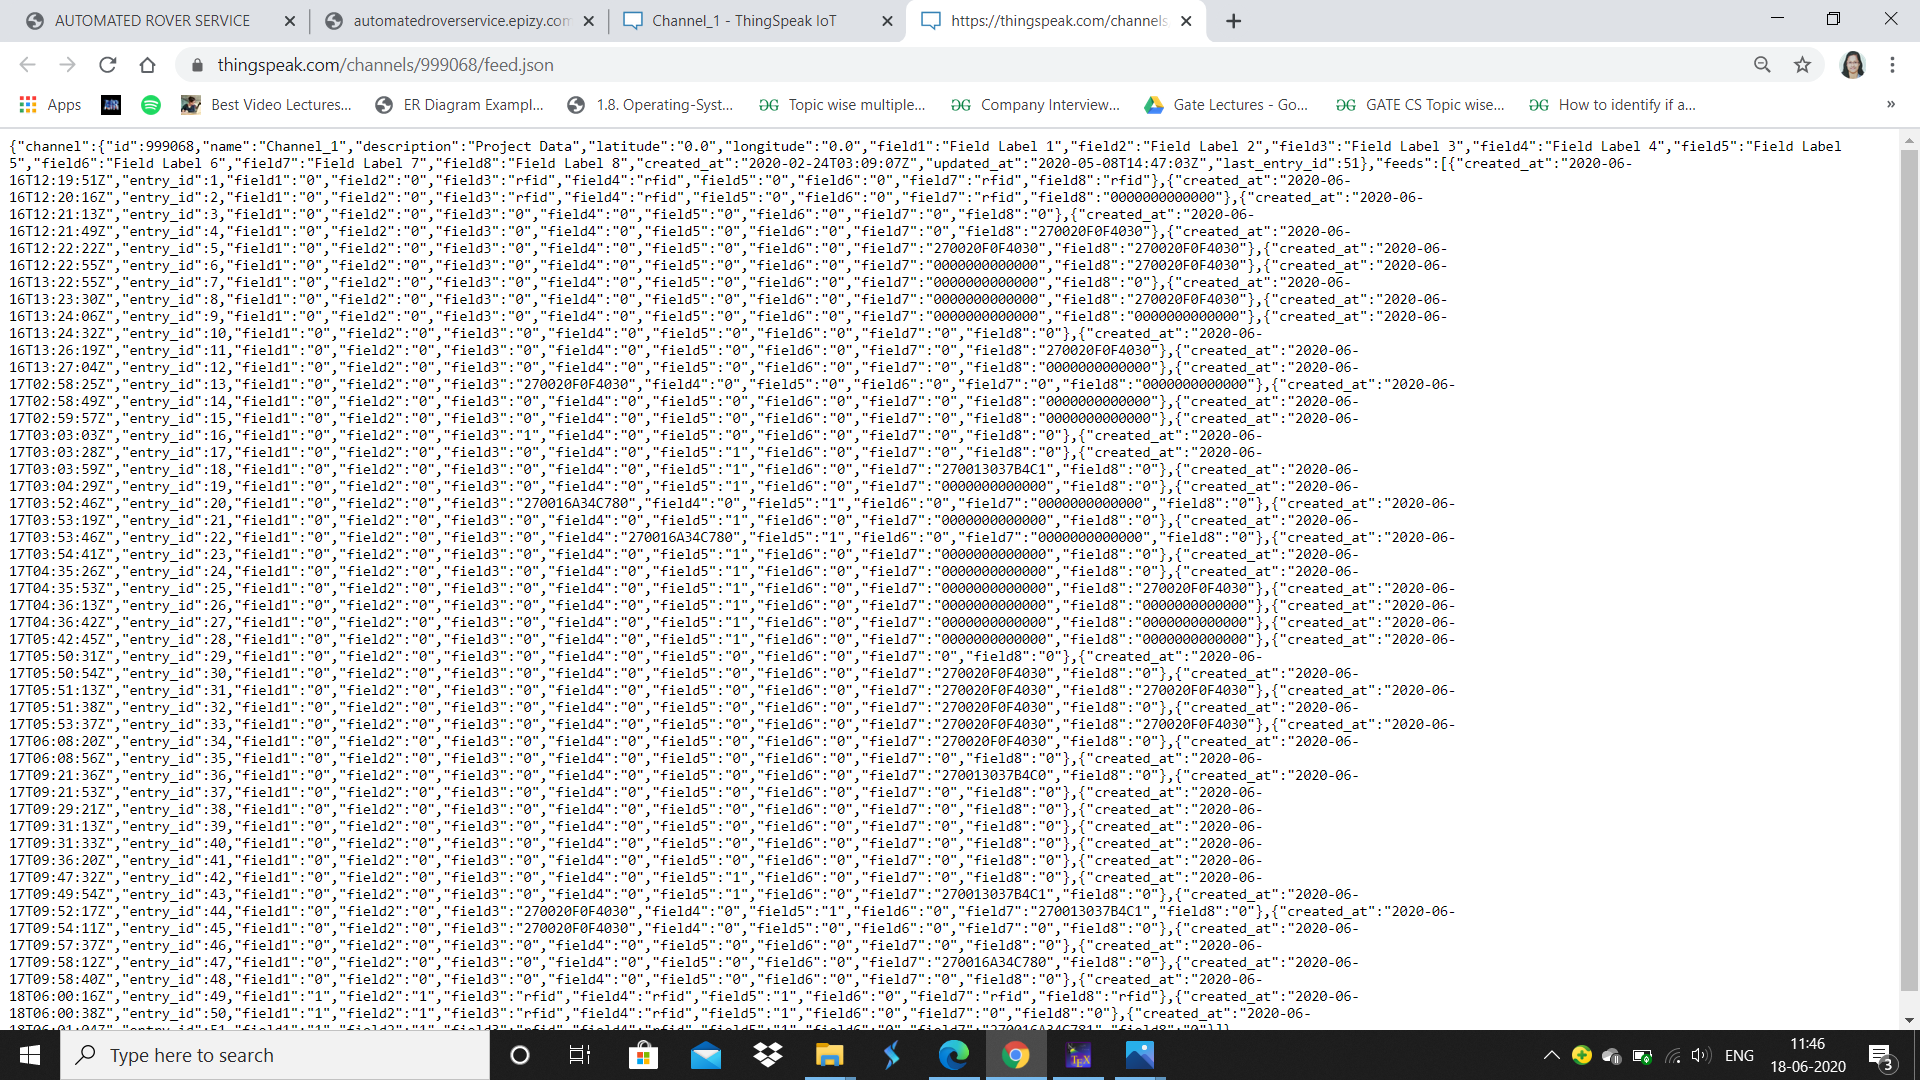 AUTOMATED ROVER SERVICE
automatedroverservice.epizy.com
Channel_1 - ThingSpeak IoT
https://thingspeak.com/channels
thingspeak.com/channels/999068/feed.json
Apps
Best Video Lectures...
ER Diagram Exampl...
1.8. Operating-Syst...
Topic wise multiple...
Company Interview...
Gate Lectures - Go...
GATE CS Topic wise...
How to identify if a...
»
{"channel":{"id":999068,"name":"Channel_1","description":"Project Data","latitude":"0.0","longitude":"0.0","field1":"Field Label 1","field2":"Field Label 2","field3":"Field Label 3","field4":"Field Label 4","field5":"Field Label
5","field6":"Field Label 6","field7":"Field Label 7","field8":"Field Label 8","created_at":"2020-02-24T03:09:07Z","updated_at":"2020-05-08T14:47:03Z","last_entry_id":51},"feeds":[{"created_at":"2020-06-
16T12:19:51Z","entry_id":1,"field1":"0","field2":"0","field3":"rfid","field4":"rfid","field5":"0","field6":"0","field7":"rfid","field8":"rfid"},{"created_at":"2020-06-
16T12:20:16Z","entry_id":2,"field1":"0","field2":"0","field3":"rfid","field4":"rfid","field5":"0","field6":"0","field7":"rfid","field8":"0000000000000"},{"created_at":"2020-06-
16T12:21:13Z","entry_id":3,"field1":"0","field2":"0","field3":"0","field4":"0","field5":"0","field6":"0","field7":"0","field8":"0"},{"created_at":"2020-06-
16T12:21:49Z","entry_id":4,"field1":"0","field2":"0","field3":"0","field4":"0","field5":"0","field6":"0","field7":"0","field8":"270020F0F4030"},{"created_at":"2020-06-
16T12:22:22Z","entry_id":5,"field1":"0","field2":"0","field3":"0","field4":"0","field5":"0","field6":"0","field7":"270020F0F4030","field8":"270020F0F4030"},{"created_at":"2020-06-
16T12:22:55Z","entry_id":6,"field1":"0","field2":"0","field3":"0","field4":"0","field5":"0","field6":"0","field7":"0000000000000","field8":"270020F0F4030"},{"created_at":"2020-06-
16T13:22:55Z","entry_id":7,"field1":"0","field2":"0","field3":"0","field4":"0","field5":"0","field6":"0","field7":"0000000000000","field8":"0"},{"created_at":"2020-06-
16T13:23:30Z","entry_id":8,"field1":"0","field2":"0","field3":"0","field4":"0","field5":"0","field6":"0","field7":"0000000000000","field8":"270020F0F4030"},{"created_at":"2020-06-
16T13:24:06Z","entry_id":9,"field1":"0","field2":"0","field3":"0","field4":"0","field5":"0","field6":"0","field7":"0000000000000","field8":"0000000000000"},{"created_at":"2020-06-
16T13:24:32Z","entry_id":10,"field1":"0","field2":"0","field3":"0","field4":"0","field5":"0","field6":"0","field7":"0","field8":"0"},{"created_at":"2020-06-
16T13:26:19Z","entry_id":11,"field1":"0","field2":"0","field3":"0","field4":"0","field5":"0","field6":"0","field7":"0","field8":"270020F0F4030"},{"created_at":"2020-06-
16T13:27:04Z","entry_id":12,"field1":"0","field2":"0","field3":"0","field4":"0","field5":"0","field6":"0","field7":"0","field8":"0000000000000"},{"created_at":"2020-06-
17T02:58:25Z","entry_id":13,"field1":"0","field2":"0","field3":"270020F0F4030","field4":"0","field5":"0","field6":"0","field7":"0","field8":"0000000000000"},{"created_at":"2020-06-
17T02:58:49Z","entry_id":14,"field1":"0","field2":"0","field3":"0","field4":"0","field5":"0","field6":"0","field7":"0","field8":"0000000000000"},{"created_at":"2020-06-
17T02:59:57Z","entry_id":15,"field1":"0","field2":"0","field3":"0","field4":"0","field5":"0","field6":"0","field7":"0","field8":"0000000000000"},{"created_at":"2020-06-
17T03:03:03Z","entry_id":16,"field1":"0","field2":"0","field3":"1","field4":"0","field5":"0","field6":"0","field7":"0","field8":"0"},{"created_at":"2020-06-
17T03:03:28Z","entry_id":17,"field1":"0","field2":"0","field3":"0","field4":"0","field5":"1","field6":"0","field7":"0","field8":"0"},{"created_at":"2020-06-
17T03:03:59Z","entry_id":18,"field1":"0","field2":"0","field3":"0","field4":"0","field5":"1","field6":"0","field7":"270013037B4C1","field8":"0"},{"created_at":"2020-06-
17T03:04:29Z","entry_id":19,"field1":"0","field2":"0","field3":"0","field4":"0","field5":"1","field6":"0","field7":"0000000000000","field8":"0"},{"created_at":"2020-06-
17T03:52:46Z","entry_id":20,"field1":"0","field2":"0","field3":"270016A34C780","field4":"0","field5":"1","field6":"0","field7":"0000000000000","field8":"0"},{"created_at":"2020-06-
17T03:53:19Z","entry_id":21,"field1":"0","field2":"0","field3":"0","field4":"0","field5":"1","field6":"0","field7":"0000000000000","field8":"0"},{"created_at":"2020-06-
17T03:53:46Z","entry_id":22,"field1":"0","field2":"0","field3":"0","field4":"270016A34C780","field5":"1","field6":"0","field7":"0000000000000","field8":"0"},{"created_at":"2020-06-
17T03:54:41Z","entry_id":23,"field1":"0","field2":"0","field3":"0","field4":"0","field5":"1","field6":"0","field7":"0000000000000","field8":"0"},{"created_at":"2020-06-
17T04:35:26Z","entry_id":24,"field1":"0","field2":"0","field3":"0","field4":"0","field5":"1","field6":"0","field7":"0000000000000","field8":"0"},{"created_at":"2020-06-
17T04:35:53Z","entry_id":25,"field1":"0","field2":"0","field3":"0","field4":"0","field5":"1","field6":"0","field7":"0000000000000","field8":"270020F0F4030"},{"created_at":"2020-06-
17T04:36:13Z","entry_id":26,"field1":"0","field2":"0","field3":"0","field4":"0","field5":"1","field6":"0","field7":"0000000000000","field8":"0000000000000"},{"created_at":"2020-06-
17T04:36:42Z","entry_id":27,"field1":"0","field2":"0","field3":"0","field4":"0","field5":"1","field6":"0","field7":"0000000000000","field8":"0000000000000"},{"created_at":"2020-06-
17T05:42:45Z","entry_id":28,"field1":"0","field2":"0","field3":"0","field4":"0","field5":"1","field6":"0","field7":"0000000000000","field8":"0000000000000"},{"created_at":"2020-06-
17T05:50:31Z","entry_id":29,"field1":"0","field2":"0","field3":"0","field4":"0","field5":"0","field6":"0","field7":"0","field8":"0"},{"created_at":"2020-06-
17T05:50:54Z","entry_id":30,"field1":"0","field2":"0","field3":"0","field4":"0","field5":"0","field6":"0","field7":"270020F0F4030","field8":"0"},{"created_at":"2020-06-
17T05:51:13Z","entry_id":31,"field1":"0","field2":"0","field3":"0","field4":"0","field5":"0","field6":"0","field7":"270020F0F4030","field8":"270020F0F4030"},{"created_at":"2020-06-
17T05:51:38Z","entry_id":32,"field1":"0","field2":"0","field3":"0","field4":"0","field5":"0","field6":"0","field7":"270020F0F4030","field8":"0"},{"created_at":"2020-06-
17T05:53:37Z","entry_id":33,"field1":"0","field2":"0","field3":"0","field4":"0","field5":"0","field6":"0","field7":"270020F0F4030","field8":"270020F0F4030"},{"created_at":"2020-06-
17T06:08:20Z","entry_id":34,"field1":"0","field2":"0","field3":"0","field4":"0","field5":"0","field6":"0","field7":"270020F0F4030","field8":"0"},{"created_at":"2020-06-
17T06:08:56Z","entry_id":35,"field1":"0","field2":"0","field3":"0","field4":"0","field5":"0","field6":"0","field7":"0","field8":"0"},{"created_at":"2020-06-
17T09:21:36Z","entry_id":36,"field1":"0","field2":"0","field3":"0","field4":"0","field5":"0","field6":"0","field7":"270013037B4C0","field8":"0"},{"created_at":"2020-06-
17T09:21:53Z","entry_id":37,"field1":"0","field2":"0","field3":"0","field4":"0","field5":"0","field6":"0","field7":"0","field8":"0"},{"created_at":"2020-06-
17T09:29:21Z","entry_id":38,"field1":"0","field2":"0","field3":"0","field4":"0","field5":"0","field6":"0","field7":"0","field8":"0"},{"created_at":"2020-06-
17T09:31:13Z","entry_id":39,"field1":"0","field2":"0","field3":"0","field4":"0","field5":"0","field6":"0","field7":"0","field8":"0"},{"created_at":"2020-06-
17T09:31:33Z","entry_id":40,"field1":"0","field2":"0","field3":"0","field4":"0","field5":"0","field6":"0","field7":"0","field8":"0"},{"created_at":"2020-06-
17T09:36:20Z","entry_id":41,"field1":"0","field2":"0","field3":"0","field4":"0","field5":"0","field6":"0","field7":"0","field8":"0"},{"created_at":"2020-06-
17T09:47:32Z","entry_id":42,"field1":"0","field2":"0","field3":"0","field4":"0","field5":"1","field6":"0","field7":"0","field8":"0"},{"created_at":"2020-06-
17T09:49:54Z","entry_id":43,"field1":"0","field2":"0","field3":"0","field4":"0","field5":"1","field6":"0","field7":"270013037B4C1","field8":"0"},{"created_at":"2020-06-
17T09:52:17Z","entry_id":44,"field1":"0","field2":"0","field3":"270020F0F4030","field4":"0","field5":"1","field6":"0","field7":"270013037B4C1","field8":"0"},{"created_at":"2020-06-
17T09:54:11Z","entry_id":45,"field1":"0","field2":"0","field3":"270020F0F4030","field4":"0","field5":"0","field6":"0","field7":"0","field8":"0"},{"created_at":"2020-06-
17T09:57:37Z","entry_id":46,"field1":"0","field2":"0","field3":"0","field4":"0","field5":"0","field6":"0","field7":"0","field8":"0"},{"created_at":"2020-06-
17T09:58:12Z","entry_id":47,"field1":"0","field2":"0","field3":"0","field4":"0","field5":"0","field6":"0","field7":"270016A34C780","field8":"0"},{"created_at":"2020-06-
17T09:58:40Z","entry_id":48,"field1":"0","field2":"0","field3":"0","field4":"0","field5":"0","field6":"0","field7":"0","field8":"0"},{"created_at":"2020-06-
18T06:00:16Z","entry_id":49,"field1":"1","field2":"1","field3":"rfid","field4":"rfid","field5":"1","field6":"0","field7":"rfid","field8":"rfid"},{"created_at":"2020-06-
18T06:00:38Z","entry_id":50,"field1":"1","field2":"1","field3":"rfid","field4":"rfid","field5":"1","field6":"0","field7":"0","field8":"0"},{"created_at":"2020-06-
18T06:01:04Z","entry_id":51,"field1":"1","field2":"1","field3":"rfid","field4":"rfid","field5":"1","field6":"0","field7":"270016A34C781","field8":"0"}]}
Type here to search
ENG
11:46
18-06-2020
3